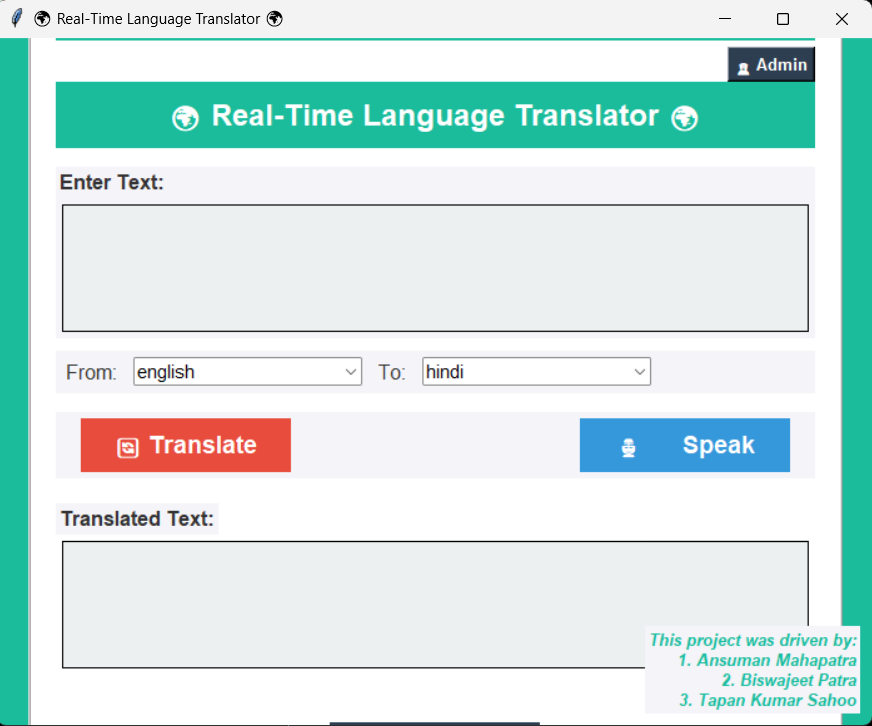 Real-Time Language Translator
Admin
Real-Time Language Translator
Enter Text:
From: english To: hindi
Translate Speak
Translated Text:
This project was driven by:
1. Ansuman Mahapatra
2. Biswajeet Patra
3. Tapan Kumar Sahoo